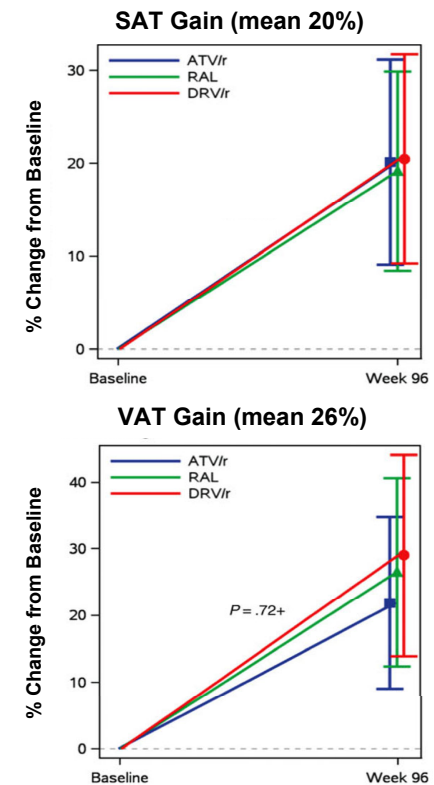 SAT Gain (mean 20%)
ATV/r
RAL
DRV/r
% Change from Baseline
30
20
10
0
Baseline Week 96
VAT Gain (mean 26%)
ATV/r
RAL
DRV/r
% Change from Baseline
40
30
P = .72+
20
10
0
Baseline Week 96